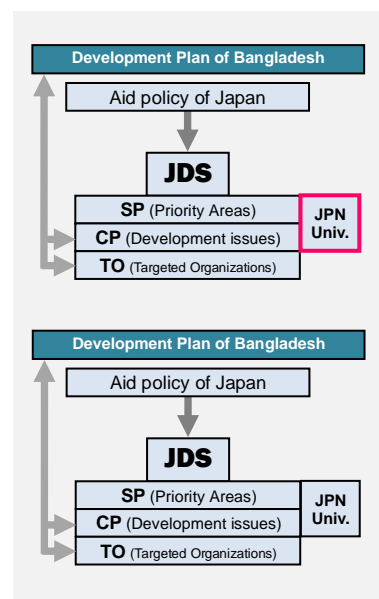 Development Plan of Bangladesh
Aid policy of Japan
JDS
SP (Priority Areas)
CP (Development issues)
TO (Targeted Organizations)
JPN
Univ.
Development Plan of Bangladesh
Aid policy of Japan
JDS
SP (Priority Areas)
CP (Development issues)
TO (Targeted Organizations)
JPN
Univ.